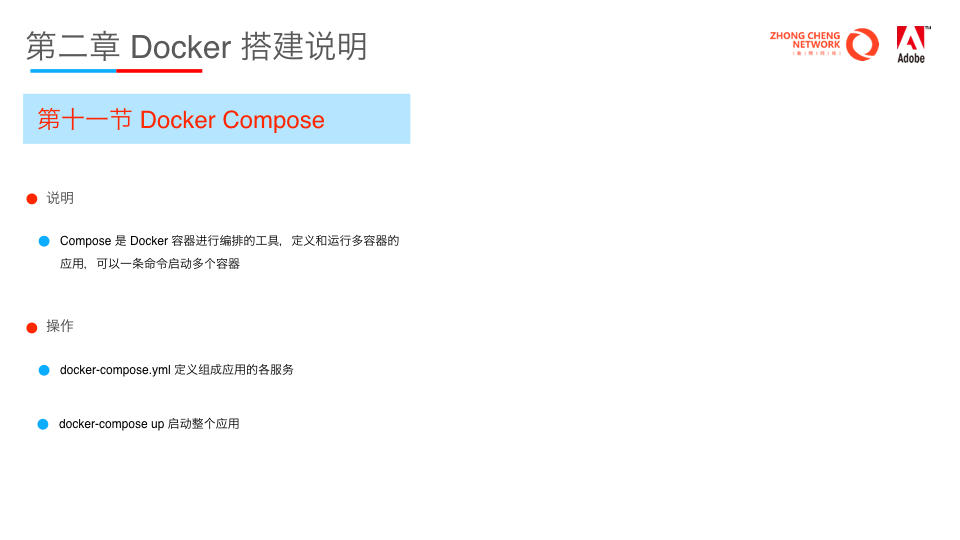 第二章 Docker 搭建说明
ZHONG CHENG
NETWORK
Adobe
TM
第十一节 Docker Compose
说明
Compose 是 Docker 容器进行编排的工具，定义和运行多容器的
应用，可以一条命令启动多个容器
操作
docker-compose.yml 定义组成应用的各服务
docker-compose up 启动整个应用